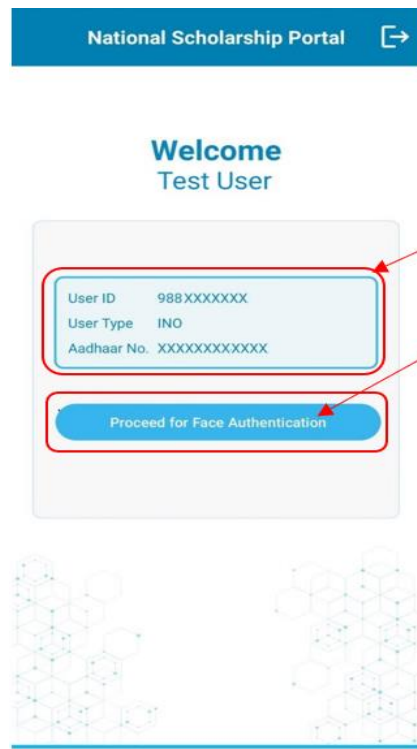 National Scholarship Portal
Welcome
Test User
User ID 988XXXXXXX
User Type INO
Aadhaar No. XXXXXXXXXXXX
Proceed for Face Authentication